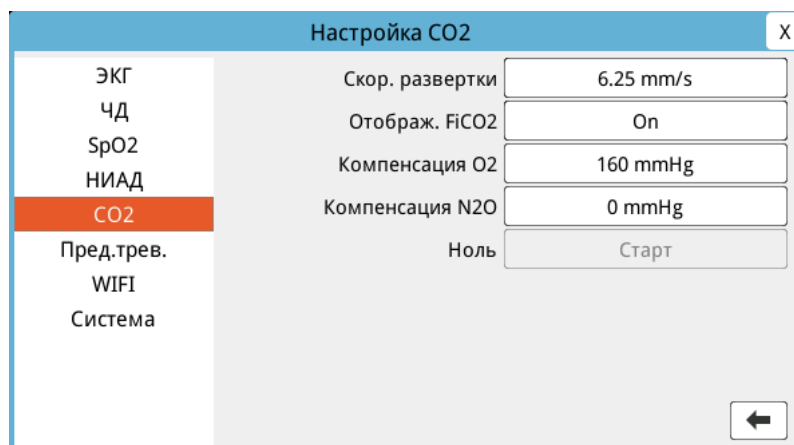 Настройка CO2
X
ЭКГ
ЧД
SpO2
НИАД
CO2
Пред.трев.
WIFI
Система
Скор. развертки 6.25 mm/s
Отображ. FiCO2 On
Компенсация O2 160 mmHg
Компенсация N2O 0 mmHg
Ноль Старт